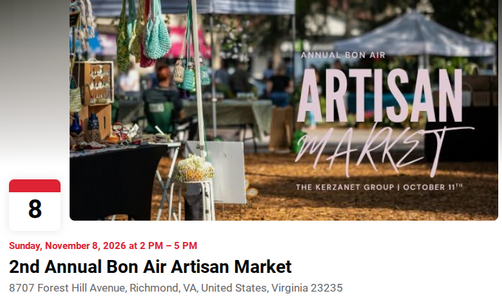 ANNUAL BON AIR
ARTISAN
MARKET
THE KERZANET GROUP | OCTOBER 11TH
8
Sunday, November 8, 2026 at 2 PM – 5 PM
2nd Annual Bon Air Artisan Market
8707 Forest Hill Avenue, Richmond, VA, United States, Virginia 23235